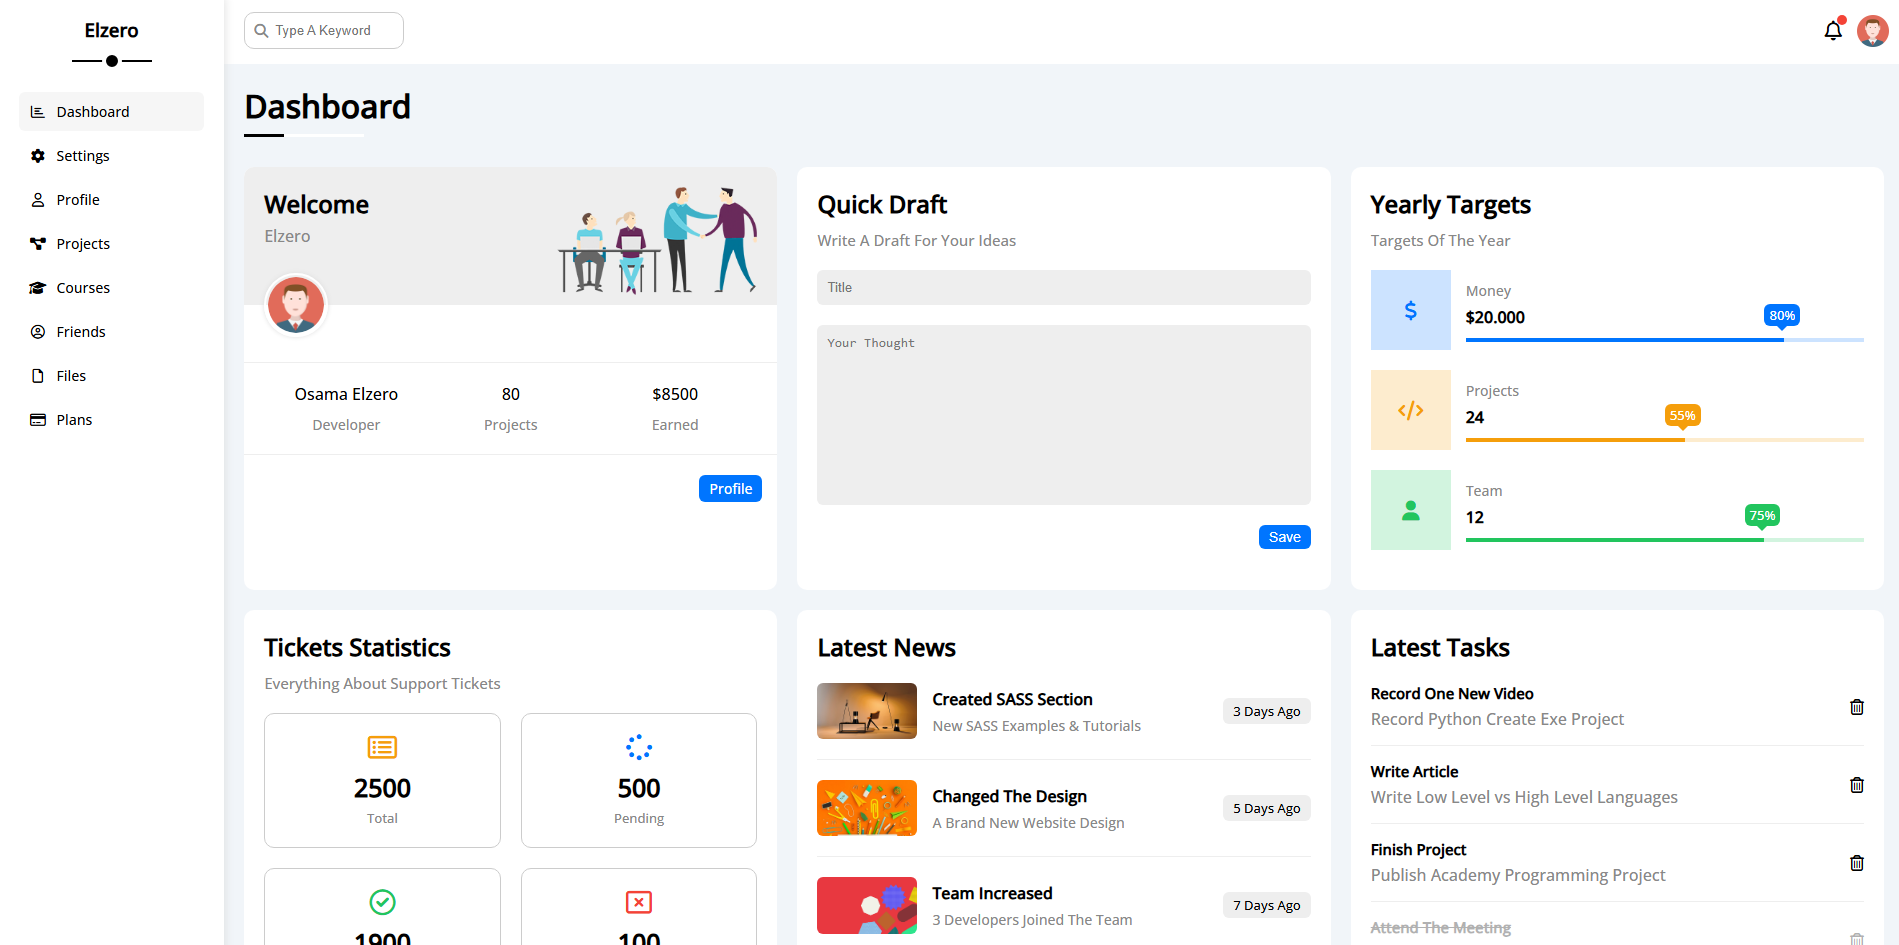 Elzero
Type A Keyword
Dashboard
Settings
Profile
Projects
Courses
Friends
Files
Plans
Dashboard
Welcome
Elzero
Osama Elzero
Developer
80
Projects
$8500
Earned
Profile
Quick Draft
Write A Draft For Your Ideas
Title
Your Thought
Save
Yearly Targets
Targets Of The Year
Money
$20.000
80%
Projects
24
55%
Team
12
75%
Tickets Statistics
Everything About Support Tickets
2500
Total
500
Pending
1900
100
Latest News
Created SASS Section
New SASS Examples & Tutorials
3 Days Ago
Changed The Design
A Brand New Website Design
5 Days Ago
Team Increased
3 Developers Joined The Team
7 Days Ago
Latest Tasks
Record One New Video
Record Python Create Exe Project
Write Article
Write Low Level vs High Level Languages
Finish Project
Publish Academy Programming Project
Attend The Meeting